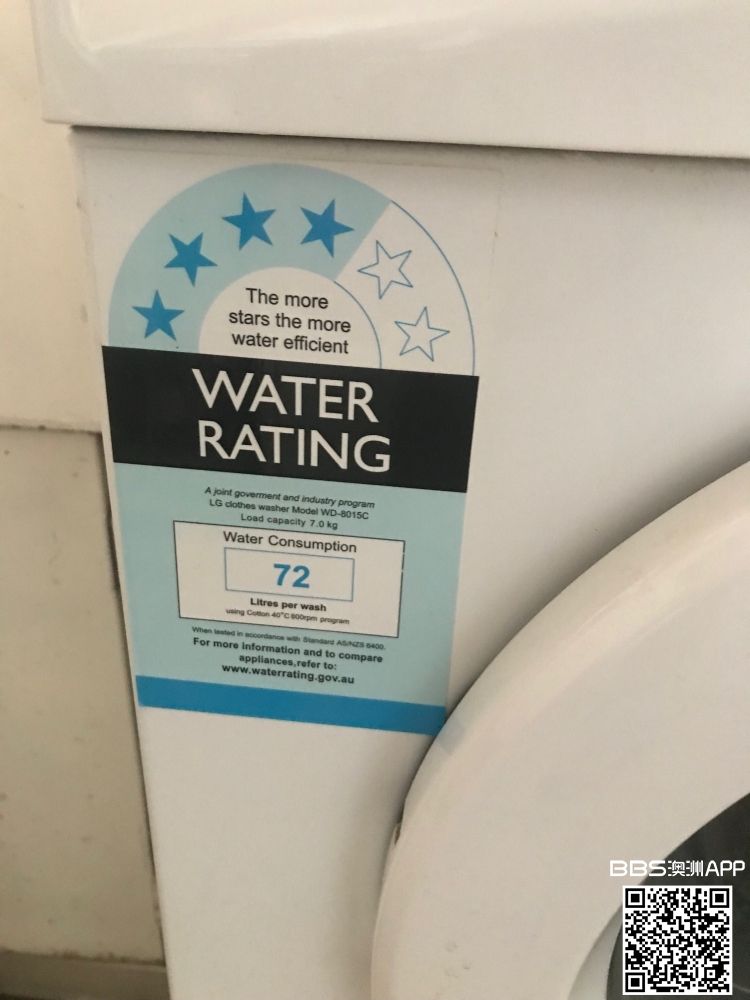 The more
stars the more
water efficient
WATER
RATING
A joint goverment and industry program
LG clothes washer Model WD-8015C
Load capacity 7.0 kg
Water Consumption
72
Litres per wash
using Cotton 40°C 600rpm program
When tested in accordance with Standard AS/NZS 6400.
For more information and to compare
appliances,refer to:
www.waterrating.gov.au
BBS澳洲APP